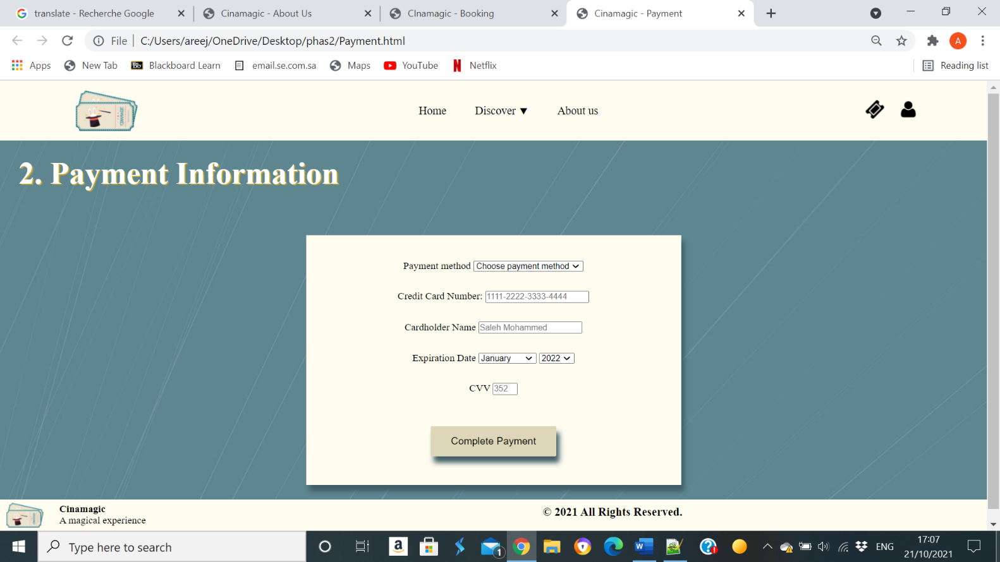 translate - Recherche Google
Cinamagic - About Us
CInamagic - Booking
Cinamagic - Payment
File | C:/Users/areej/OneDrive/Desktop/phas2/Payment.html
A
Apps
New Tab
Bb Blackboard Learn
email.se.com.sa
Maps
YouTube
Netflix
Reading list
CINAMAGIC
Home
Discover ▼
About us
2. Payment Information
Payment method Choose payment method
Credit Card Number: 1111-2222-3333-4444
Cardholder Name Saleh Mohammed
Expiration Date January 2022
CVV 352
Complete Payment
Cinamagic
A magical experience
© 2021 All Rights Reserved.
Type here to search
a
1
W
ENG
17:07
21/10/2021